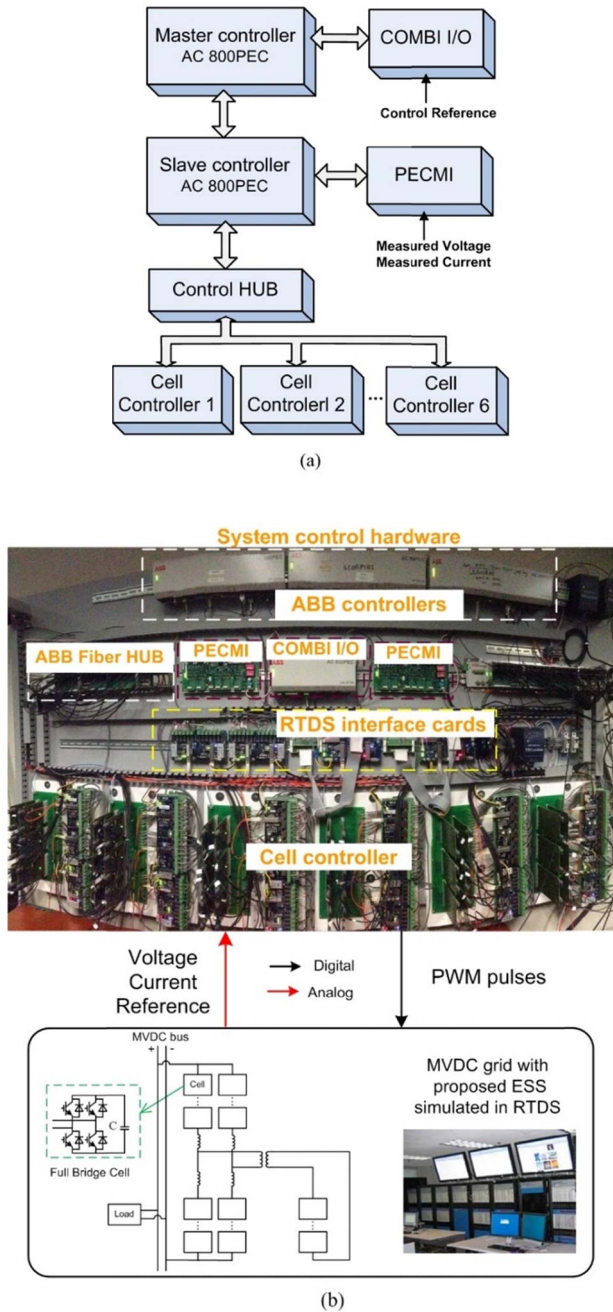 Master controller
AC 800PEC
COMBI I/O
Control Reference
Slave controller
AC 800PEC
PECMI
Measured Voltage
Measured Current
Control HUB
Cell
Controller 1
Cell
Controlerl 2
...
Cell
Controller 6
(a)
System control hardware
ABB controllers
ABB Fiber HUB
PECMI
COMBI I/O
PECMI
RTDS interface cards
Cell controller
Voltage
Current
Reference
Digital
Analog
PWM pulses
MVDC bus
+ -
Cell
C
Full Bridge Cell
Load
MVDC grid with
proposed ESS
simulated in RTDS
(b)